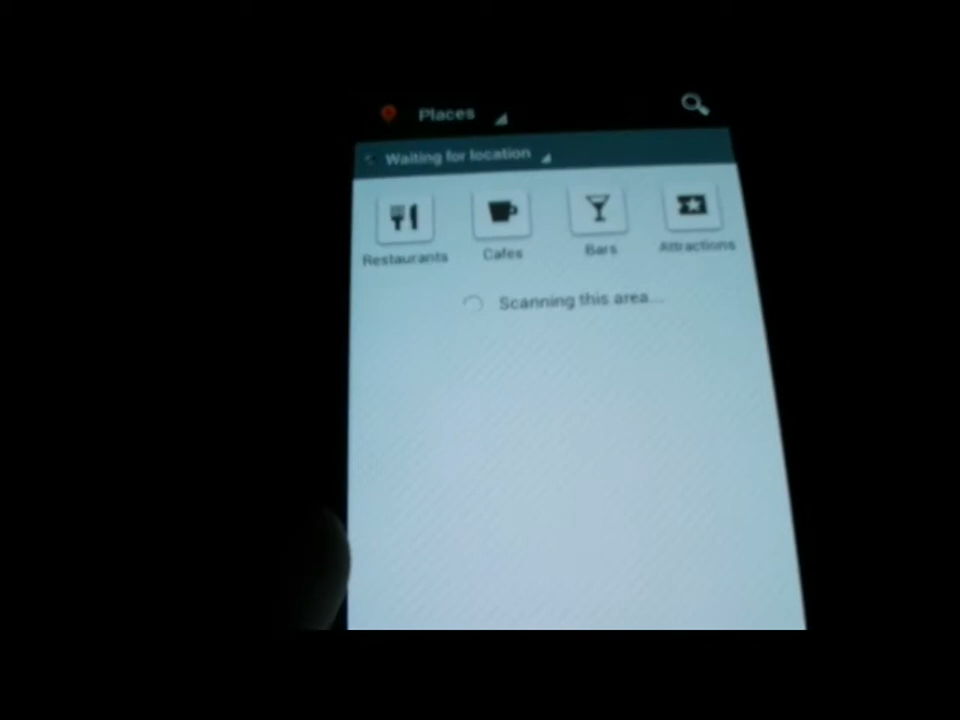 Places
Waiting for location
Restaurants Cafes Bars Attractions
Scanning this area...